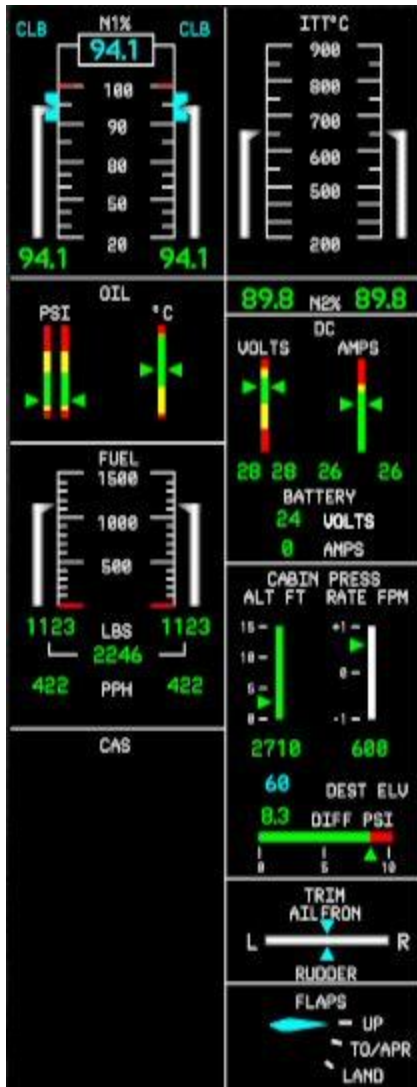 CLB N1% CLB
94.1
100
90
80
50
20
94.1 94.1
ITT°C
900
800
700
600
500
200
OIL
PSI °C
89.8 N2% 89.8
DC
VOLTS AMPS
28 28 26 26
BATTERY
24 VOLTS
0 AMPS
FUEL
1500
1000
500
1123 LBS 1123
2246
422 PPH 422
CABIN PRESS
ALT FT RATE FPM
15 +1
10
5 0
0 -1
2710 600
60 DEST ELV
8.3 DIFF PSI
0 5 10
CAS
TRIM
AILERON
L R
RUDDER
FLAPS
UP
TO/APR
LAND